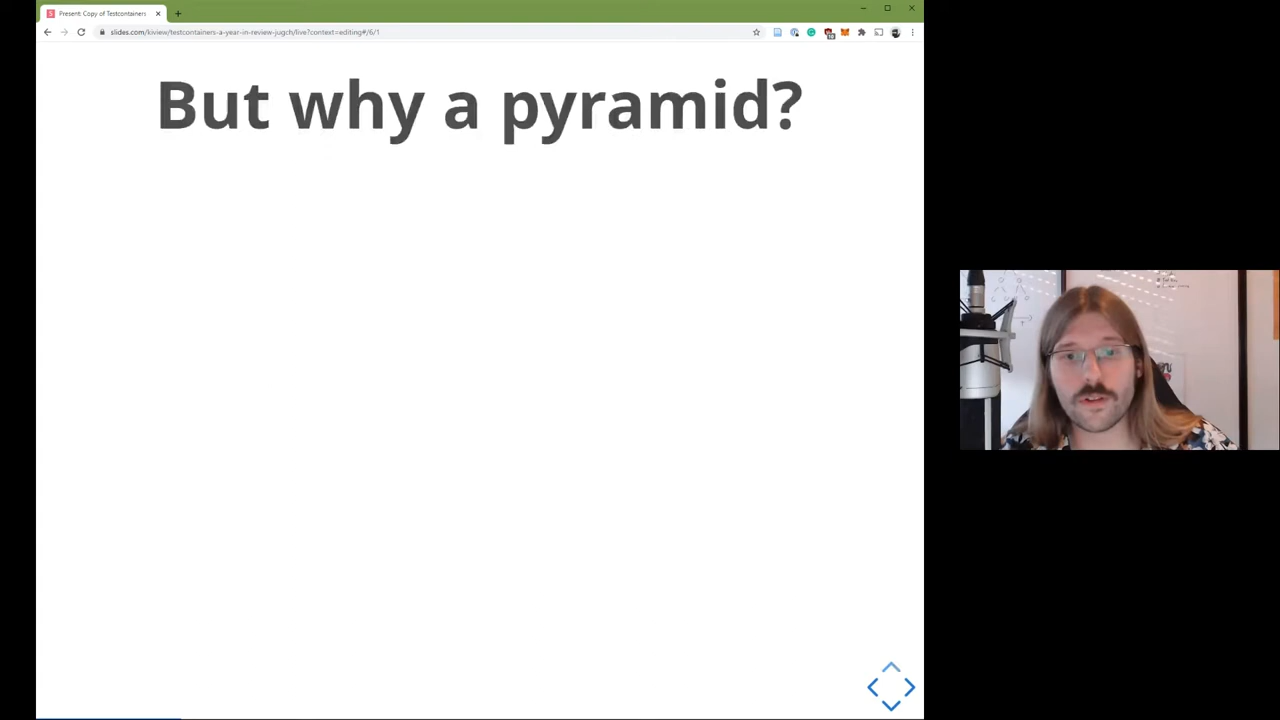 Present: Copy of Testcontainers
slides.com/kiview/testcontainers-a-year-in-review-jugch/live?context=editing#/6/1
But why a pyramid?